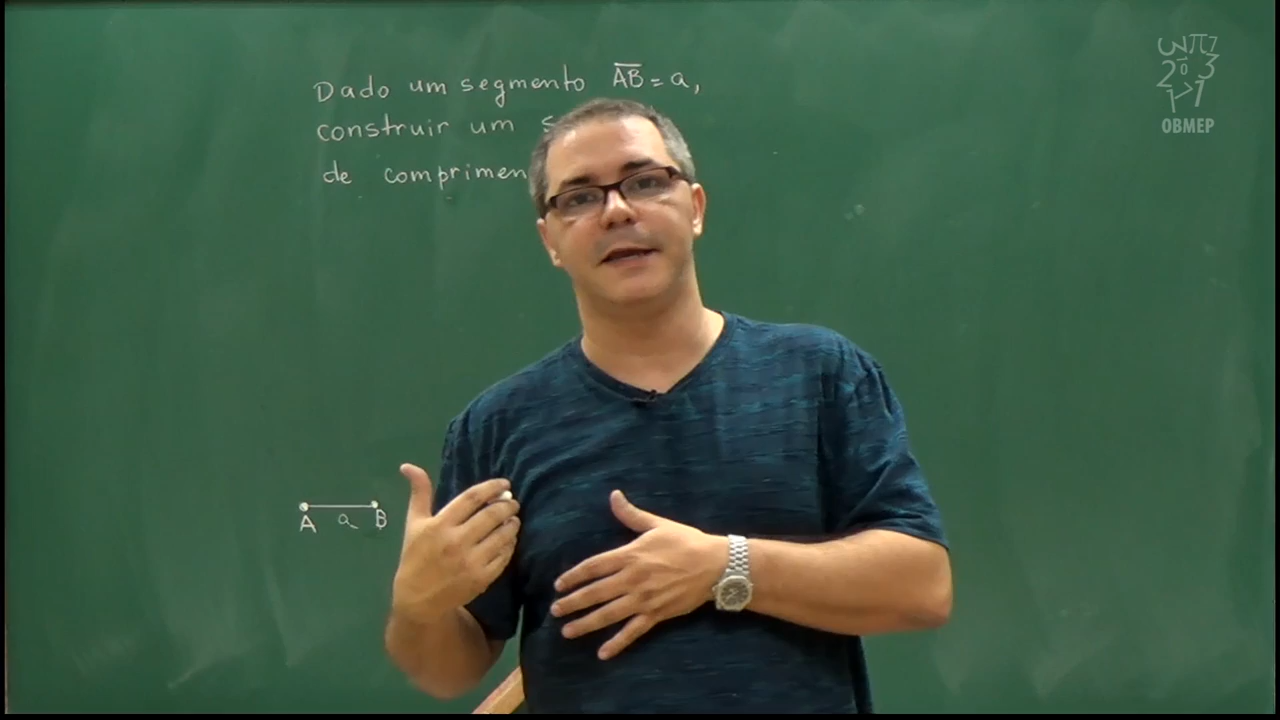 Dado um segmento AB = a,
construir um s
de comprimen
A a B
OBMEP